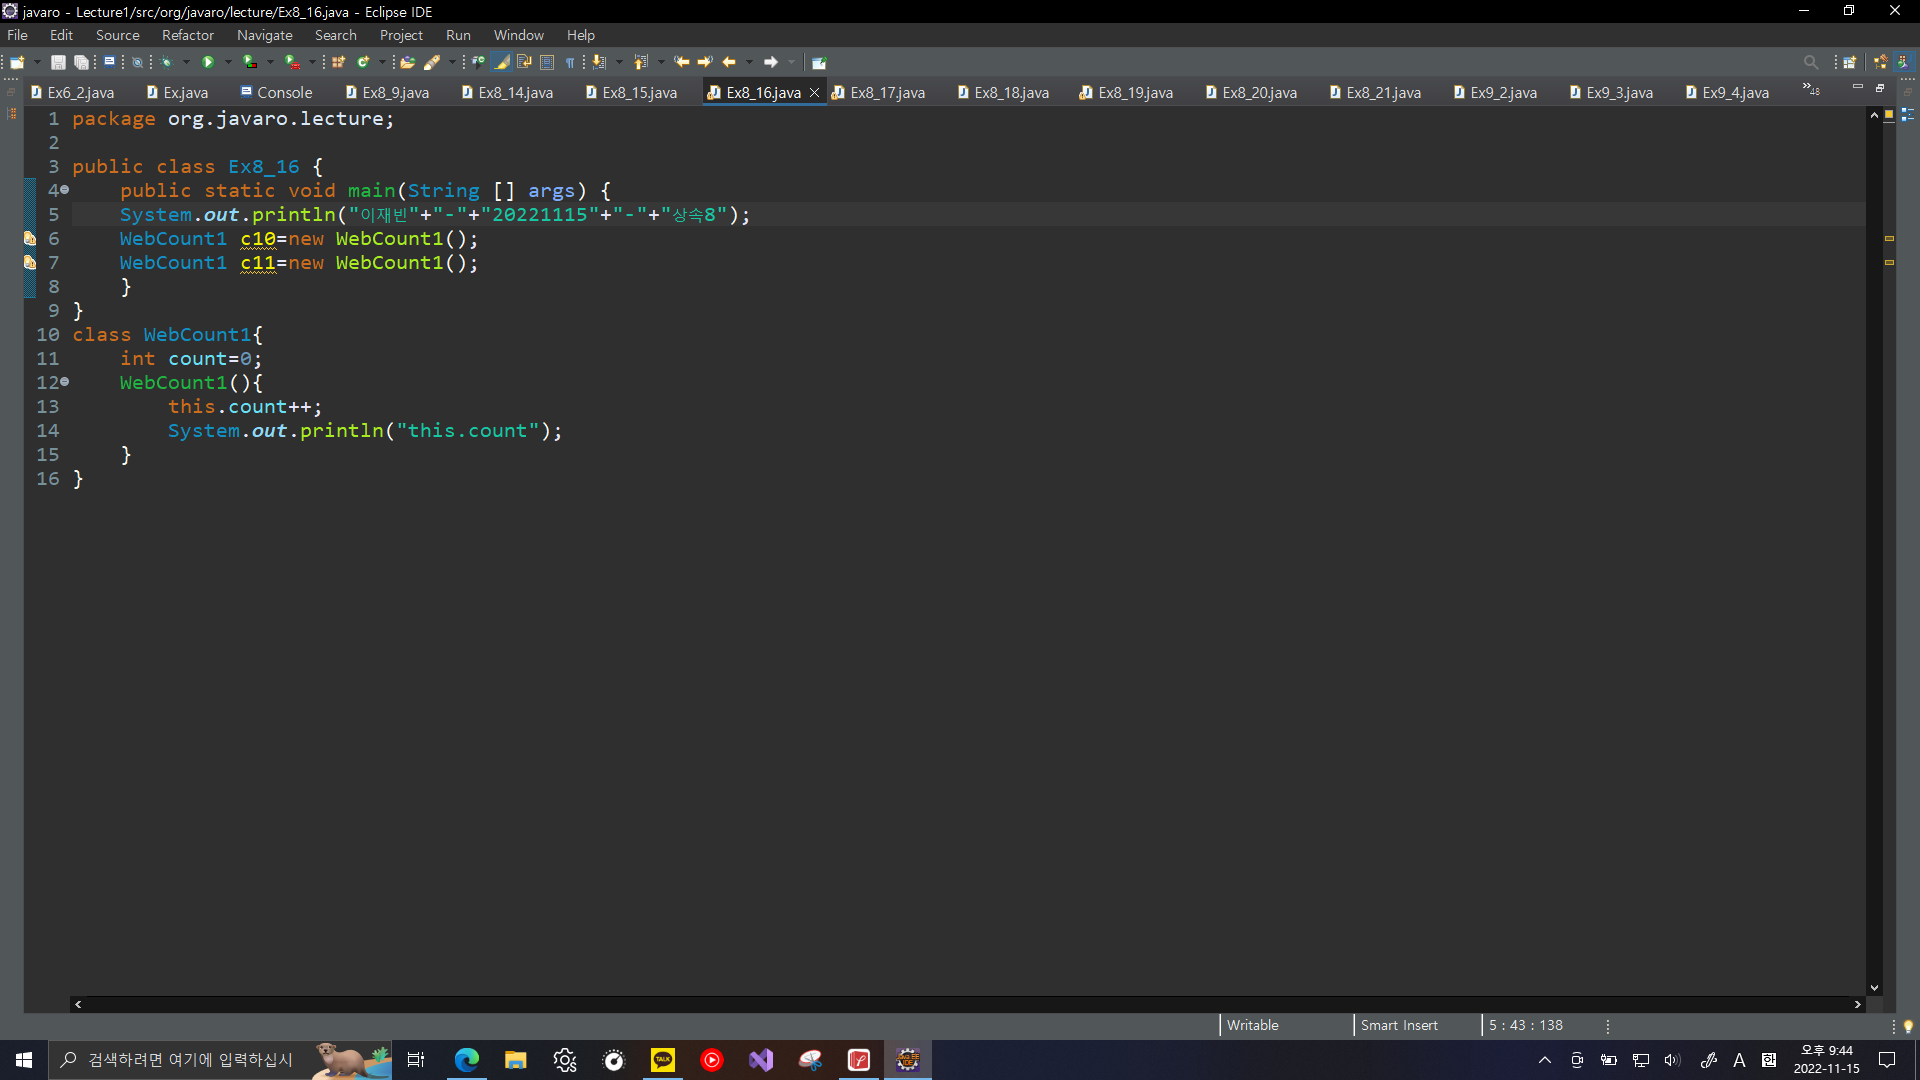 javaro - Lecture1/src/org/javaro/lecture/Ex8_16.java - Eclipse IDE
File Edit Source Refactor Navigate Search Project Run Window Help
Ex6_2.java Ex.java Console Ex8_9.java Ex8_14.java Ex8_15.java Ex8_16.java Ex8_17.java Ex8_18.java Ex8_19.java Ex8_20.java Ex8_21.java Ex9_2.java Ex9_3.java Ex9_4.java »48
1 package org.javaro.lecture;
2
3 public class Ex8_16 {
4 public static void main(String [] args) {
5 System.out.println("이재빈"+"-"+"20221115"+"-"+"상속8");
6 WebCount1 c10=new WebCount1();
7 WebCount1 c11=new WebCount1();
8 }
9 }
10 class WebCount1{
11 int count=0;
12 WebCount1(){
13 this.count++;
14 System.out.println("this.count");
15 }
16 }
Writable Smart Insert 5 : 43 : 138
검색하려면 여기에 입력하십시
TALK
A
오후 9:44
2022-11-15